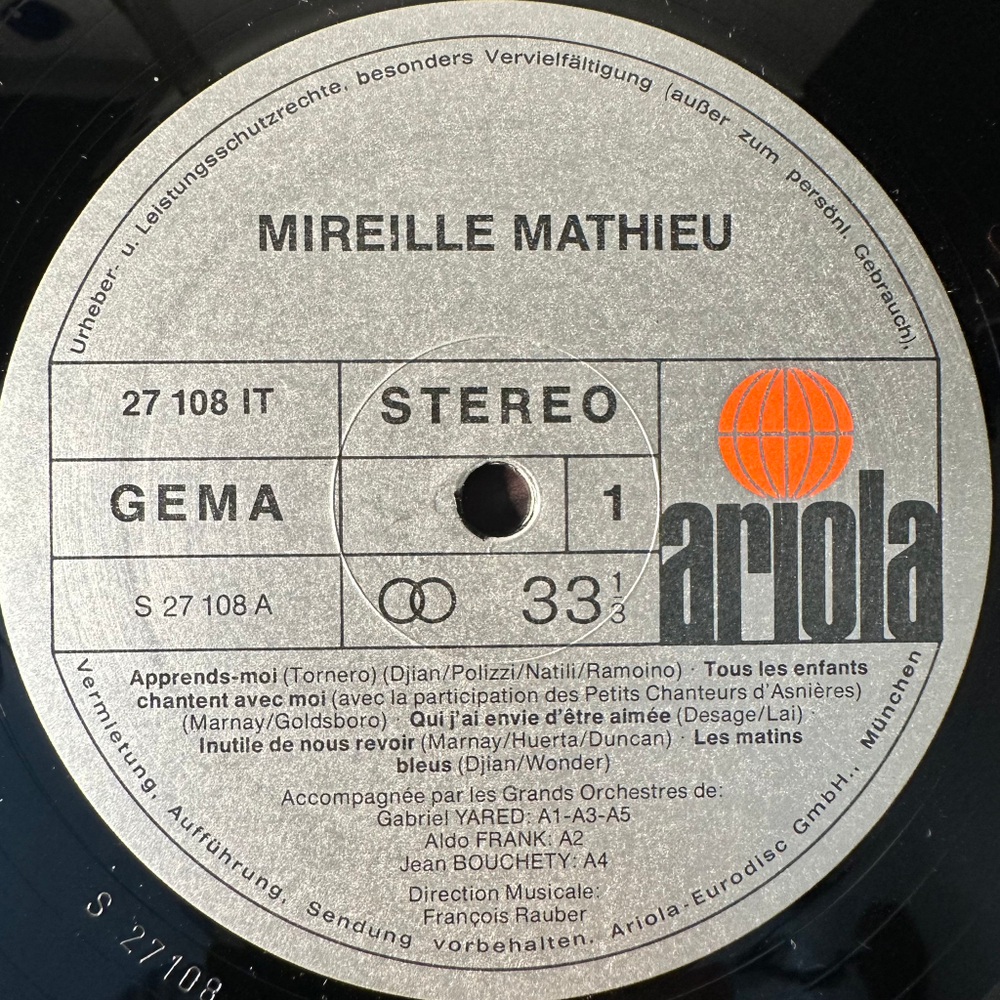 Urheber- u. Leistungsschutzrechte, besonders Vervielfältigung (außer zum persönl. Gebrauch),
MIREILLE MATHIEU
27 108 IT
STEREO
GEMA
1
ariola
S 27 108 A
33 1/3
Apprends-moi (Tornero) (Djian/Polizzi/Natili/Ramoino) · Tous les enfants
chantent avec moi (avec la participation des Petits Chanteurs d'Asnières)
(Marnay/Goldsboro) · Qui j'ai envie d'être aimée (Desage/Lai) ·
Inutile de nous revoir (Marnay/Huerta/Duncan) · Les matins
bleus (Djian/Wonder)
Accompagnée par les Grands Orchestres de:
Gabriel YARED: A1-A3-A5
Aldo FRANK: A2
Jean BOUCHETY: A4
Direction Musicale:
François Rauber
Vermietung, Aufführung, Sendung vorbehalten. Ariola-Eurodisc GmbH., München
S 27108